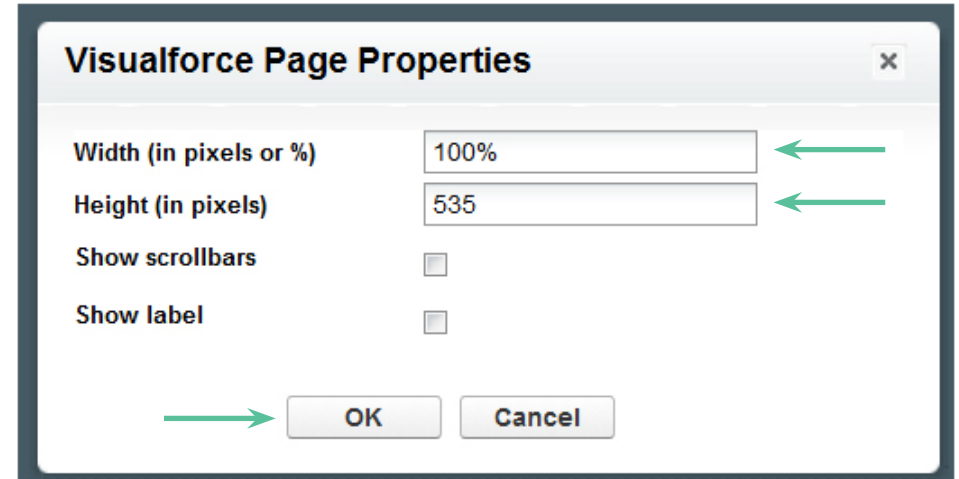 Visualforce Page Properties
Width (in pixels or %) 100%
Height (in pixels) 535
Show scrollbars
Show label
OK Cancel